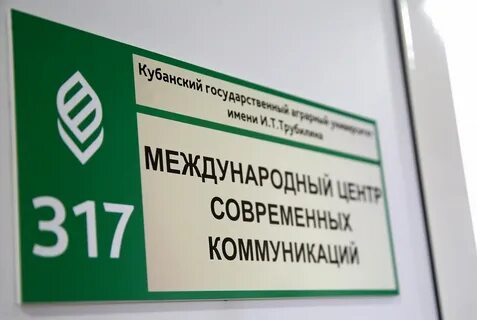 Кубанский государственный аграрный университет
имени И.Т.Трубилина
МЕЖДУНАРОДНЫЙ ЦЕНТР
СОВРЕМЕННЫХ
КОММУНИКАЦИЙ
317